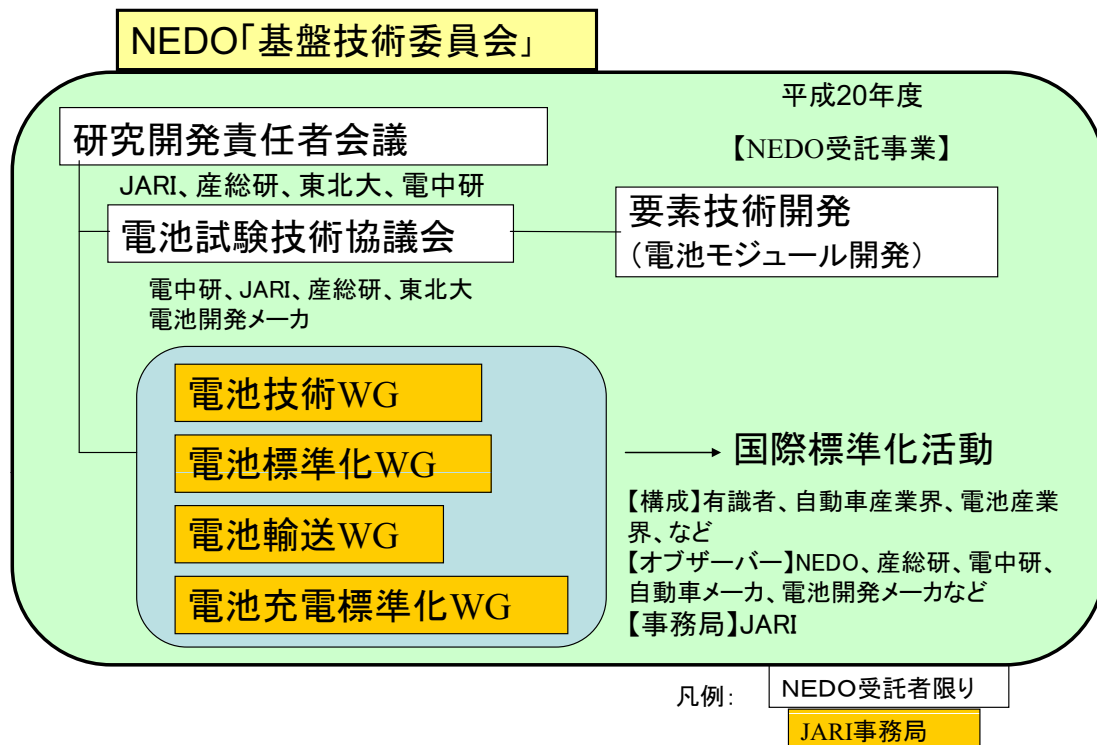 NEDO「基盤技術委員会」
平成20年度
【NEDO受託事業】
研究開発責任者会議
JARI、産総研、東北大、電中研
電池試験技術協議会
要素技術開発
（電池モジュール開発）
電中研、JARI、産総研、東北大
電池開発メーカ
電池技術WG
電池標準化WG
電池輸送WG
電池充電標準化WG
国際標準化活動
【構成】有識者、自動車産業界、電池産業
界、など
【オブザーバー】NEDO、産総研、電中研、
自動車メーカ、電池開発メーカなど
【事務局】JARI
凡例：
NEDO受託者限り
JARI事務局